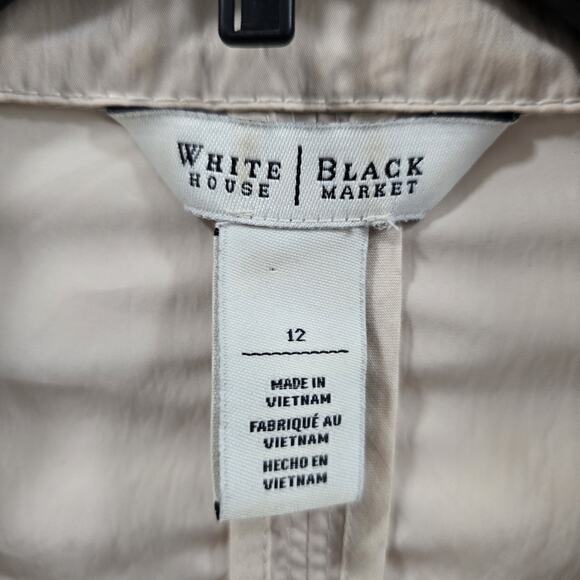 WHITE HOUSE | BLACK MARKET
12
MADE IN
VIETNAM
FABRIQUÉ AU
VIETNAM
HECHO EN
VIETNAM